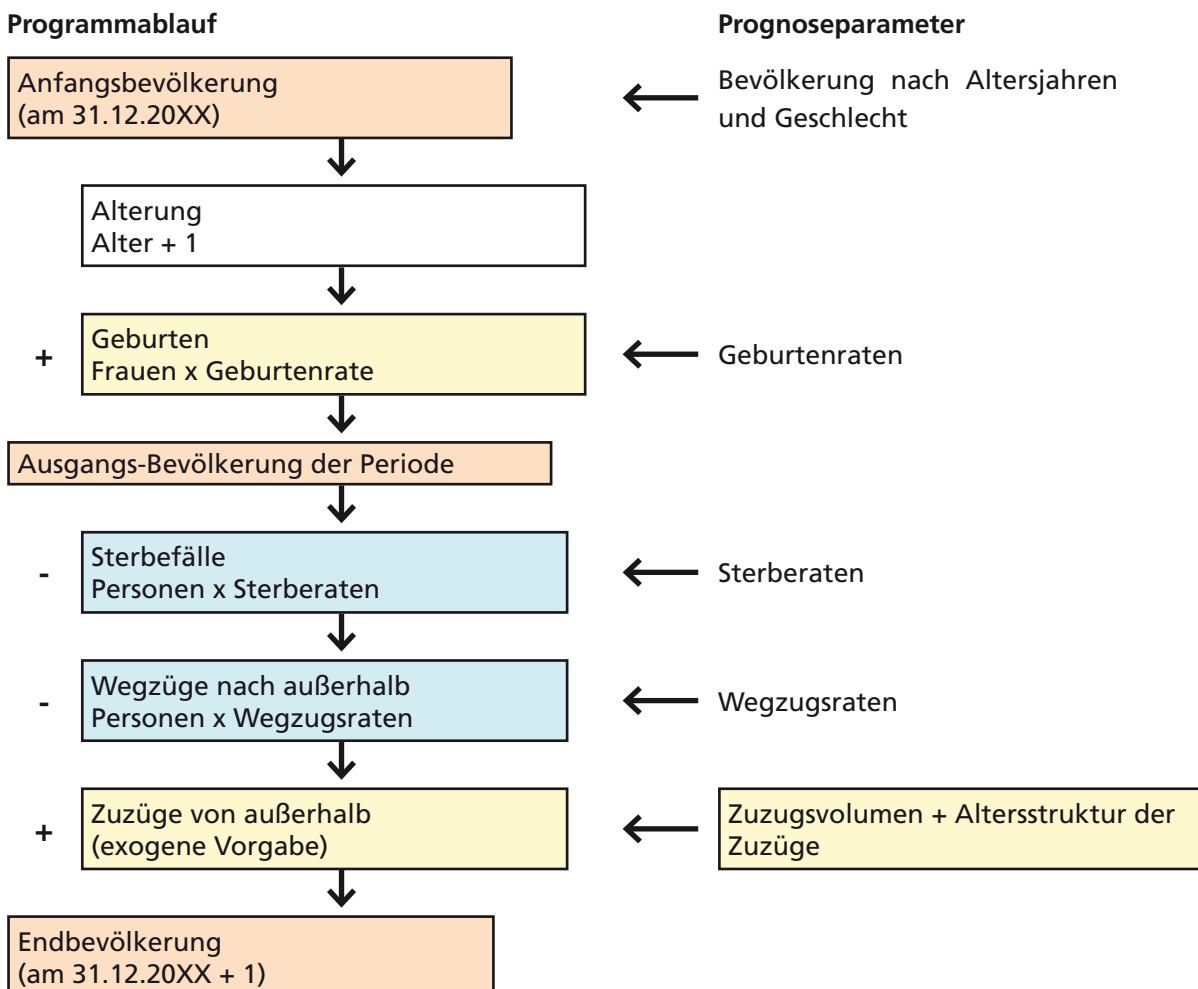 Programmablauf
Prognoseparameter
Anfangsbevölkerung
(am 31.12.20XX)
Bevölkerung nach Altersjahren
und Geschlecht
Alterung
Alter + 1
+
Geburten
Frauen x Geburtenrate
Geburtenraten
Ausgangs-Bevölkerung der Periode
-
Sterbefälle
Personen x Sterberaten
Sterberaten
-
Wegzüge nach außerhalb
Personen x Wegzugsraten
Wegzugsraten
+
Zuzüge von außerhalb
(exogene Vorgabe)
Zuzugsvolumen + Altersstruktur der
Zuzüge
Endbevölkerung
(am 31.12.20XX + 1)